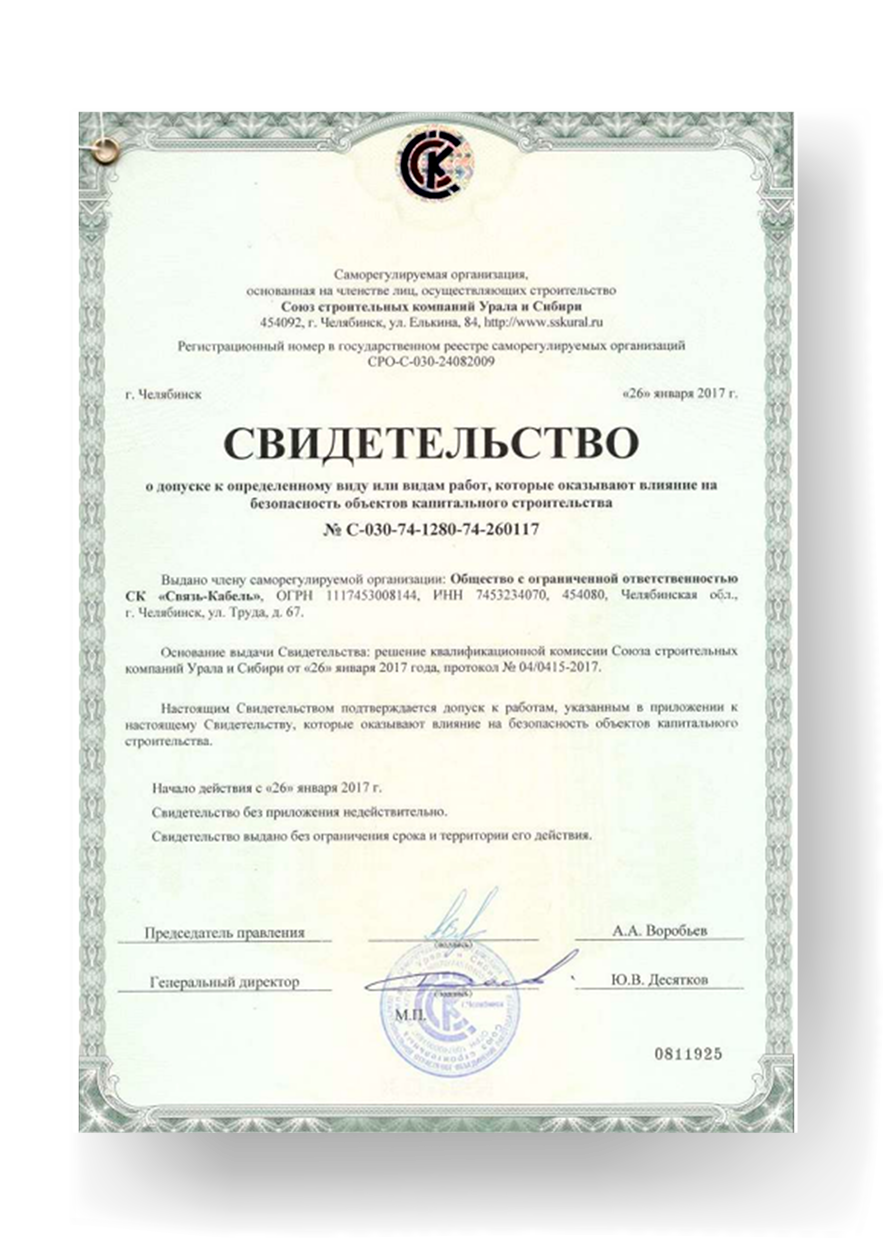 Саморегулируемая организация,
основанная на членстве лиц, осуществляющих строительство
Союз строительных компаний Урала и Сибири
454092, г. Челябинск, ул. Елькина, 84, http://www.sskural.ru
Регистрационный номер в государственном реестре саморегулируемых организаций
СРО-С-030-24082009
г. Челябинск «26» января 2017 г.
СВИДЕТЕЛЬСТВО
о допуске к определенному виду или видам работ, которые оказывают влияние на
безопасность объектов капитального строительства
№ С-030-74-1280-74-260117
Выдано члену саморегулируемой организации: Общество с ограниченной ответственностью
СК «Связь-Кабель», ОГРН 1117453008144, ИНН 7453234070, 454080, Челябинская обл.,
г. Челябинск, ул. Труда, д. 67.
Основание выдачи Свидетельства: решение квалификационной комиссии Союза строительных
компаний Урала и Сибири от «26» января 2017 года, протокол № 04/0415-2017.
Настоящим Свидетельством подтверждается допуск к работам, указанным в приложении к
настоящему Свидетельству, которые оказывают влияние на безопасность объектов капитального
строительства.
Начало действия с «26» января 2017 г.
Свидетельство без приложения недействительно.
Свидетельство выдано без ограничения срока и территории его действия.
Председатель правления А.А. Воробьев
(подпись)
Генеральный директор Ю.В. Десятков
(подпись)
г.Челябинск
М.П.
0811925